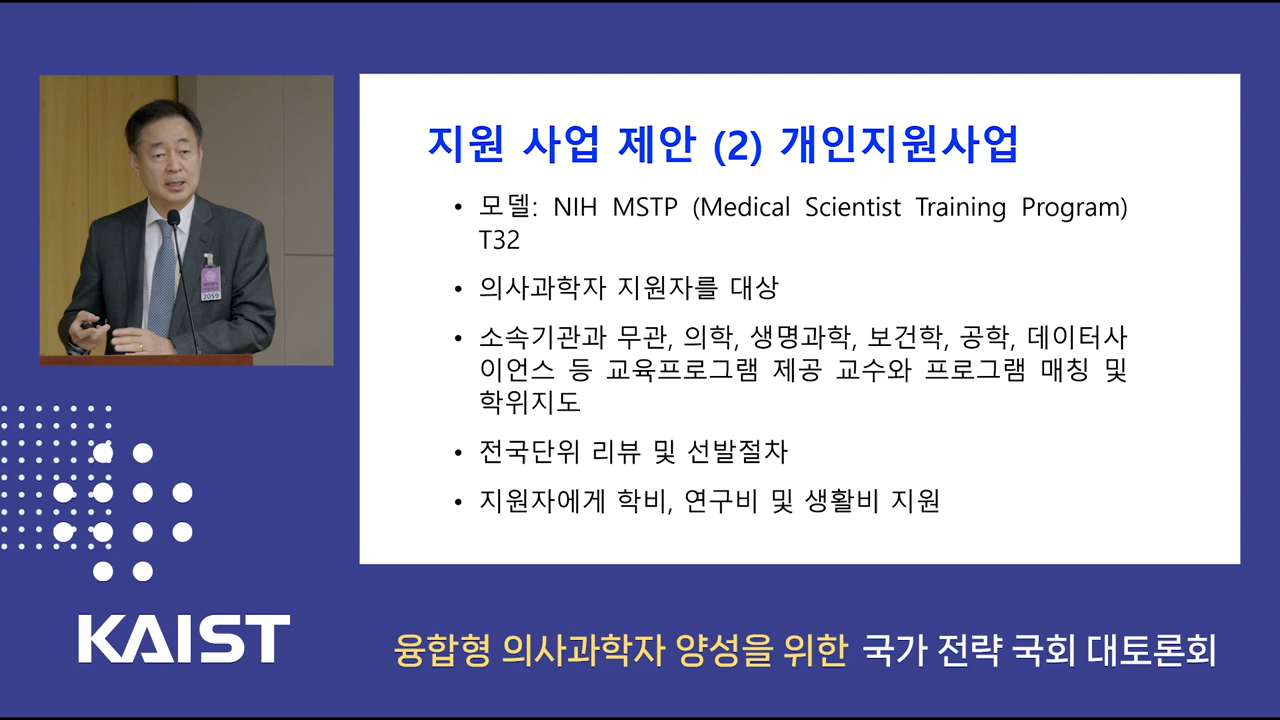 지원 사업 제안 (2) 개인지원사업
• 모델: NIH MSTP (Medical Scientist Training Program)
T32
• 의사과학자 지원자를 대상
• 소속기관과 무관, 의학, 생명과학, 보건학, 공학, 데이터사
이언스 등 교육프로그램 제공 교수와 프로그램 매칭 및
학위지도
• 전국단위 리뷰 및 선발절차
• 지원자에게 학비, 연구비 및 생활비 지원
2059
KAIST
융합형 의사과학자 양성을 위한 국가 전략 국회 대토론회